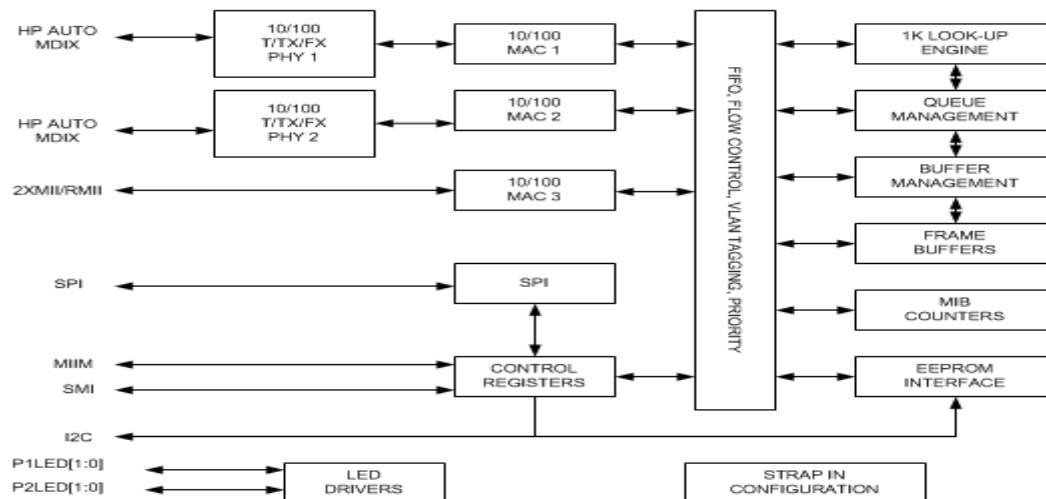 HP AUTO
MDIX
10/100
T/TX/FX
PHY 1
10/100
MAC 1
1K LOOK-UP
ENGINE
HP AUTO
MDIX
10/100
T/TX/FX
PHY 2
10/100
MAC 2
QUEUE
MANAGEMENT
2XMII/RMII
10/100
MAC 3
BUFFER
MANAGEMENT
FIFO, FLOW CONTROL, VLAN TAGGING, PRIORITY
FRAME
BUFFERS
SPI
SPI
MIB
COUNTERS
MIIM
SMI
CONTROL
REGISTERS
EEPROM
INTERFACE
I2C
P1LED[1:0]
P2LED[1:0]
LED
DRIVERS
STRAP IN
CONFIGURATION